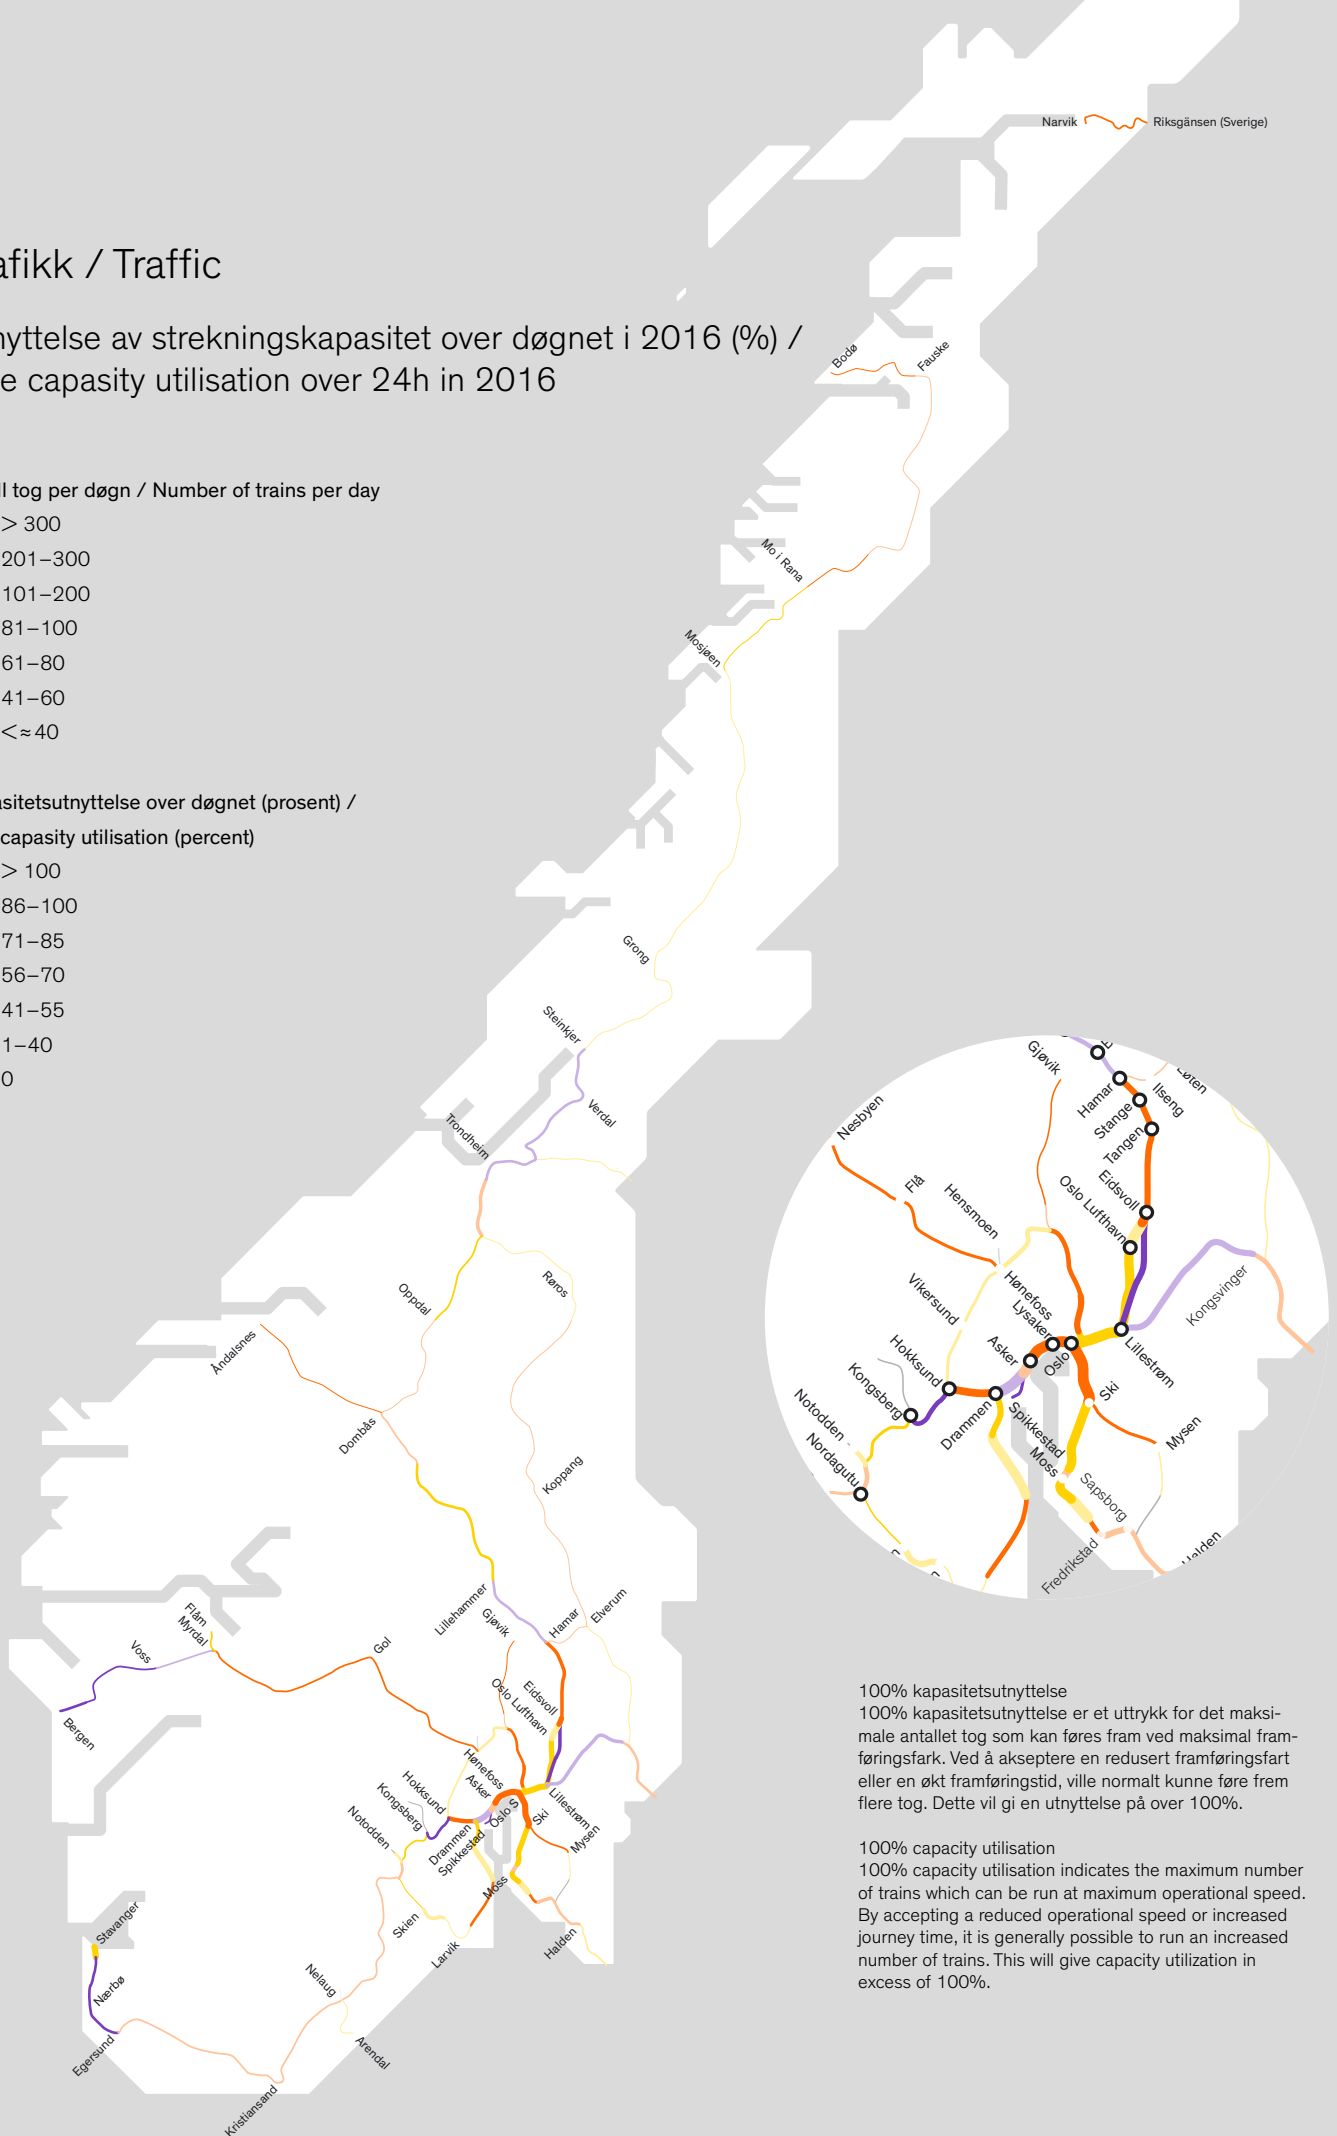 afikk / Traffic
nyttelse av strekningskapasitet over døgnet i 2016 (%) /
e capasity utilisation over 24h in 2016
ll tog per døgn / Number of trains per day
> 300
201–300
101–200
81–100
61–80
41–60
<≈40
asitetsutnyttelse over døgnet (prosent) /
capasity utilisation (percent)
> 100
86–100
71–85
56–70
41–55
1–40
0
Narvik
Riksgänsen (Sverige)
Bodø
Fauske
Mo i Rana
Mosjøen
Grong
Steinkjer
Verdal
Trondheim
Røros
Oppdal
Åndalsnes
Dombås
Koppang
Lillehammer
Gjøvik
Hamar
Elverum
Flåm
Myrdal
Voss
Gol
Bergen
Oslo Lufthavn
Eidsvoll
Hønefoss
Asker
Hokksund
Kongsberg
Notodden
Oslo S
Lillestrøm
Ski
Mysen
Drammen
Spikkestad
Moss
Skien
Larvik
Halden
Stavanger
Nærbø
Egersund
Nelaug
Arendal
Kristiansand
Gjøvik
Hamar
Stange
Tangen
Ilseng
Løten
Nesbyen
Flå
Hensmoen
Oslo Lufthavn
Eidsvoll
Vikersund
Hønefoss
Lysaker
Asker
Oslo
Kongsvinger
Lillestrøm
Hokksund
Kongsberg
Notodden
Nordagutu
Drammen
Spikkestad
Moss
Ski
Mysen
Sapsborg
Fredrikstad
Halden
100% kapasitetsutnyttelse
100% kapasitetsutnyttelse er et uttrykk for det maksi-
male antallet tog som kan føres fram ved maksimal fram-
føringsfark. Ved å akseptere en redusert framføringsfart
eller en økt framføringstid, ville normalt kunne føre frem
flere tog. Dette vil gi en utnyttelse på over 100%.
100% capacity utilisation
100% capacity utilisation indicates the maximum number
of trains which can be run at maximum operational speed.
By accepting a reduced operational speed or increased
journey time, it is generally possible to run an increased
number of trains. This will give capacity utilization in
excess of 100%.